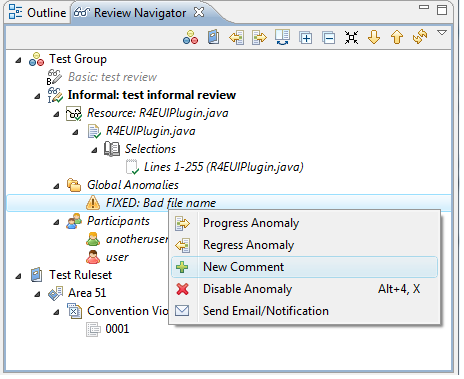 Outline
Review Navigator
Test Group
Basic: test review
Informal: test informal review
Resource: R4EUIPlugin.java
R4EUIPlugin.java
Selections
Lines 1-255 (R4EUIPlugin.java)
Global Anomalies
FIXED: Bad file name
Participants
anotheruser
user
Test Ruleset
Area 51
Convention Vio
0001
Progress Anomaly
Regress Anomaly
New Comment
Disable Anomaly Alt+4, X
Send Email/Notification